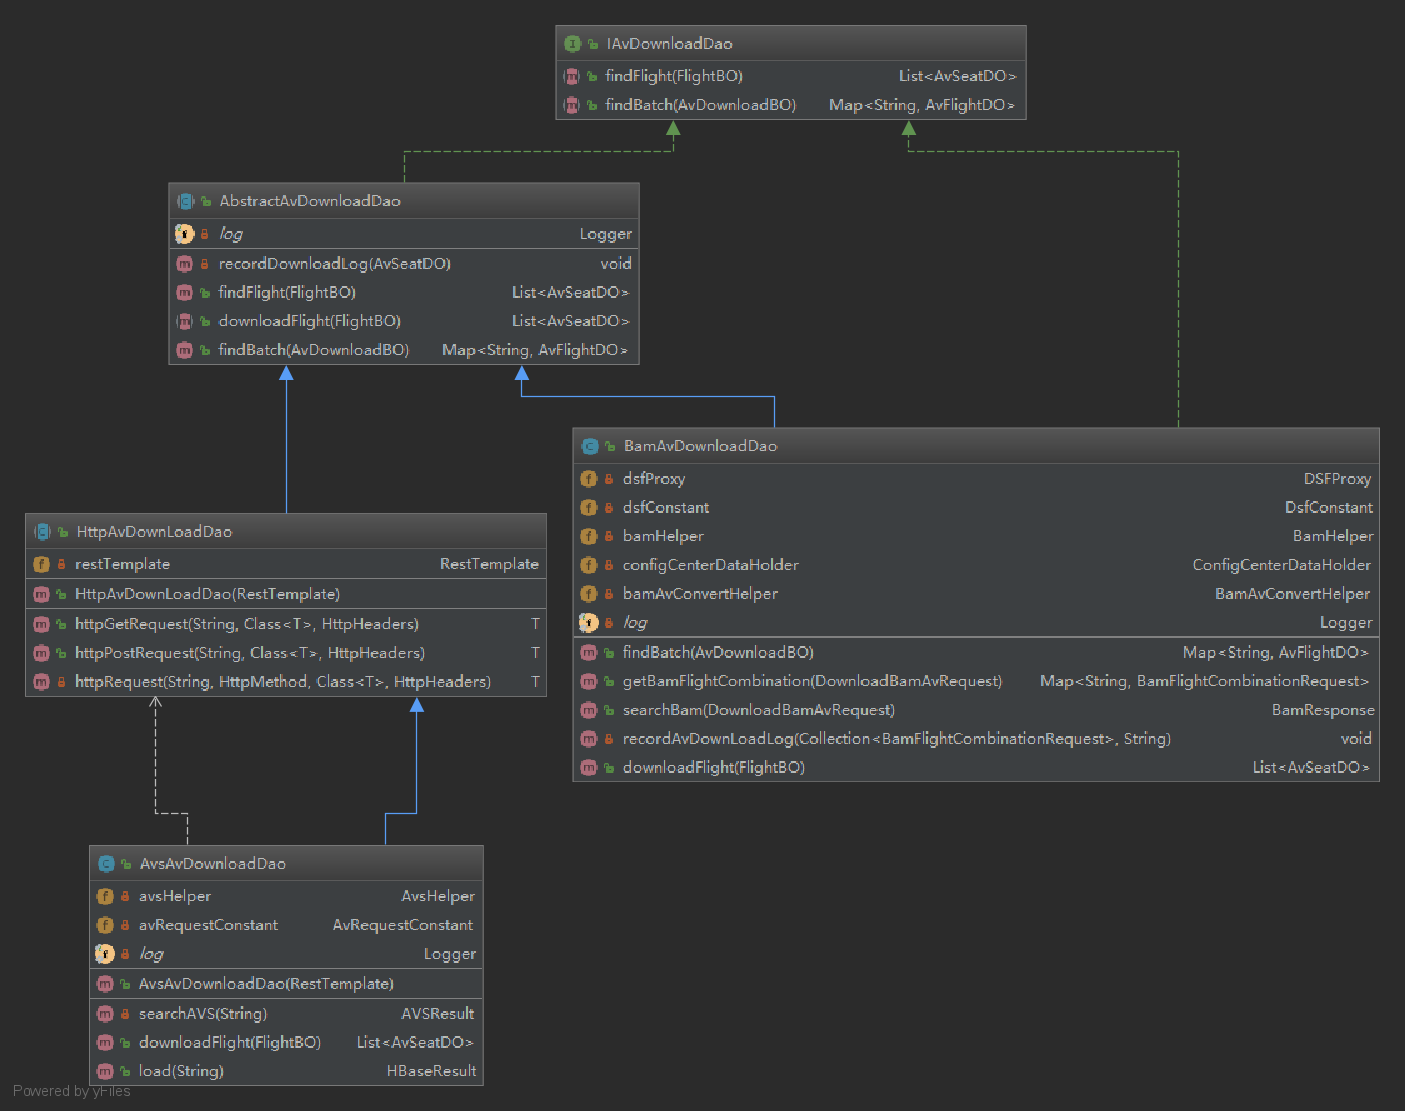 IAvDownloadDao
findFlight(FlightBO) List<AvSeatDO>
findBatch(AvDownloadBO) Map<String, AvFlightDO>
AbstractAvDownloadDao
log Logger
recordDownloadLog(AvSeatDO) void
findFlight(FlightBO) List<AvSeatDO>
downloadFlight(FlightBO) List<AvSeatDO>
findBatch(AvDownloadBO) Map<String, AvFlightDO>
BamAvDownloadDao
dsfProxy DSFProxy
dsfConstant DsfConstant
bamHelper BamHelper
configCenterDataHolder ConfigCenterDataHolder
bamAvConvertHelper BamAvConvertHelper
log Logger
findBatch(AvDownloadBO) Map<String, AvFlightDO>
getBamFlightCombination(DownloadBamAvRequest) Map<String, BamFlightCombinationRequest>
searchBam(DownloadBamAvRequest) BamResponse
recordAvDownLoadLog(Collection<BamFlightCombinationRequest>, String) void
downloadFlight(FlightBO) List<AvSeatDO>
HttpAvDownLoadDao
restTemplate RestTemplate
HttpAvDownLoadDao(RestTemplate)
httpGetRequest(String, Class<T>, HttpHeaders) T
httpPostRequest(String, Class<T>, HttpHeaders) T
httpRequest(String, HttpMethod, Class<T>, HttpHeaders) T
AvsAvDownloadDao
avsHelper AvsHelper
avRequestConstant AvRequestConstant
log Logger
AvsAvDownloadDao(RestTemplate)
searchAVS(String) AVSResult
downloadFlight(FlightBO) List<AvSeatDO>
load(String) HBaseResult
Powered by yFiles